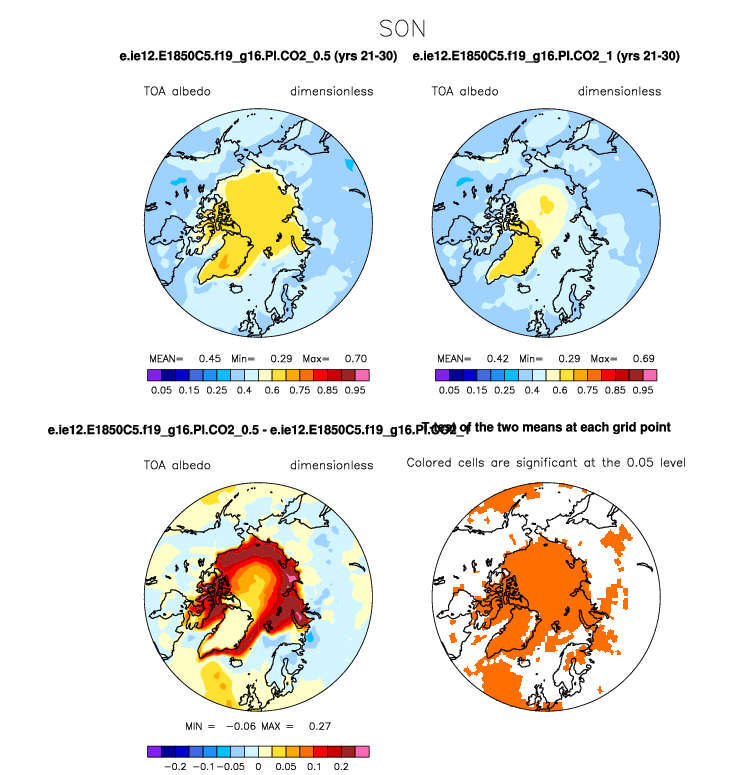 SON
e.ie12.E1850C5.f19_g16.PI.CO2_0.5 (yrs 21-30)
e.ie12.E1850C5.f19_g16.PI.CO2_1 (yrs 21-30)
TOA albedo dimensionless
TOA albedo dimensionless
MEAN= 0.45 Min= 0.29 Max= 0.70
MEAN= 0.42 Min= 0.29 Max= 0.69
0.05 0.15 0.25 0.4 0.6 0.75 0.85 0.95
0.05 0.15 0.25 0.4 0.6 0.75 0.85 0.95
e.ie12.E1850C5.f19_g16.PI.CO2_0.5 - e.ie12.E1850C5.f19_g16.PI.CO2_1
T-test of the two means at each grid point
TOA albedo dimensionless
Colored cells are significant at the 0.05 level
MIN = -0.06 MAX = 0.27
-0.2 -0.1 -0.05 0 0.05 0.1 0.2